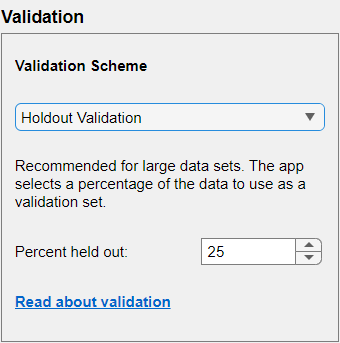 Validation
Validation Scheme
Holdout Validation
Recommended for large data sets. The app
selects a percentage of the data to use as a
validation set.
Percent held out: 25
Read about validation